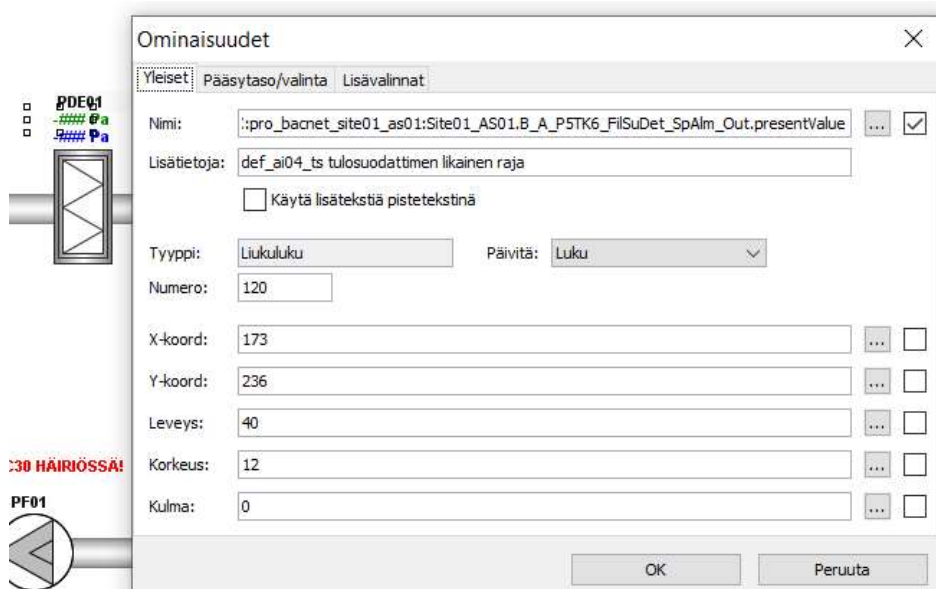 Ominaisuudet
Yleiset Pääsytaso/valinta Lisävalinnat
PDE01
-###.# Pa
-###.# Pa
Nimi: :pro_bacnet_site01_as01:Site01_AS01.B_A_P5TK6_FilSuDet_SpAlm_Out.presentValue ...
Lisätietoja: def_ai04_ts tulosuodattimen likainen raja
Käytä lisätekstiä pistetekstinä
Tyyppi: Liukuluku Päivitä: Luku
Numero: 120
X-koord: 173 ...
Y-koord: 236 ...
Leveys: 40 ...
Korkeus: 12 ...
Kulma: 0 ...
C30 HÄIRIÖSSÄ!
PF01
OK Peruuta